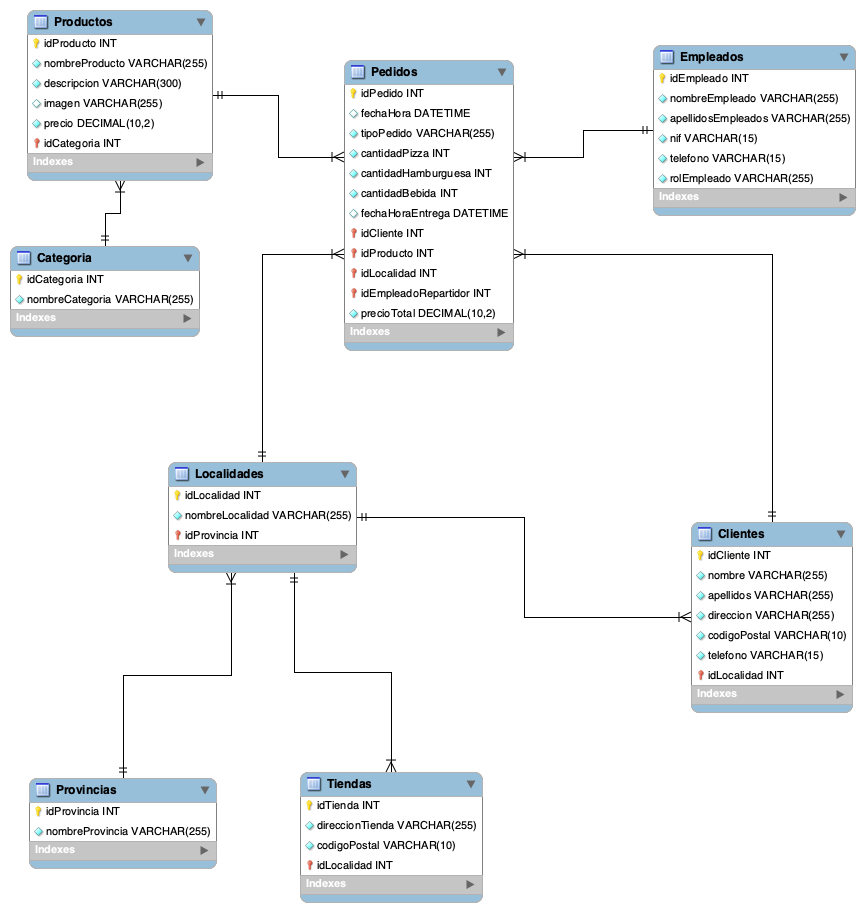 Productos
idProducto INT
nombreProducto VARCHAR(255)
descripcion VARCHAR(300)
imagen VARCHAR(255)
precio DECIMAL(10,2)
idCategoria INT
Indexes
Pedidos
idPedido INT
fechaHora DATETIME
tipoPedido VARCHAR(255)
cantidadPizza INT
cantidadHamburguesa INT
cantidadBebida INT
fechaHoraEntrega DATETIME
idCliente INT
idProducto INT
idLocalidad INT
idEmpleadoRepartidor INT
precioTotal DECIMAL(10,2)
Indexes
Empleados
idEmpleado INT
nombreEmpleado VARCHAR(255)
apellidosEmpleados VARCHAR(255)
nif VARCHAR(15)
telefono VARCHAR(15)
rolEmpleado VARCHAR(255)
Indexes
Categoria
idCategoria INT
nombreCategoria VARCHAR(255)
Indexes
Localidades
idLocalidad INT
nombreLocalidad VARCHAR(255)
idProvincia INT
Indexes
Clientes
idCliente INT
nombre VARCHAR(255)
apellidos VARCHAR(255)
direccion VARCHAR(255)
codigoPostal VARCHAR(10)
telefono VARCHAR(15)
idLocalidad INT
Indexes
Provincias
idProvincia INT
nombreProvincia VARCHAR(255)
Indexes
Tiendas
idTienda INT
direccionTienda VARCHAR(255)
codigoPostal VARCHAR(10)
idLocalidad INT
Indexes